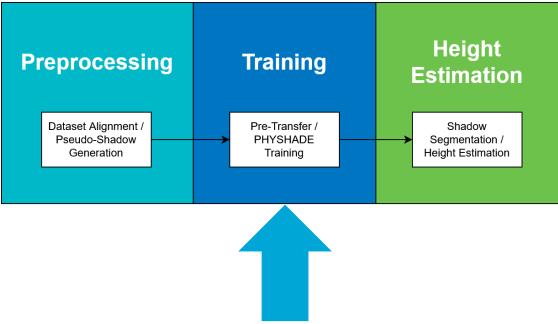 Preprocessing
Training
Height
Estimation
Dataset Alignment /
Pseudo-Shadow
Generation
Pre-Transfer /
PHYSHADE
Training
Shadow
Segmentation /
Height Estimation